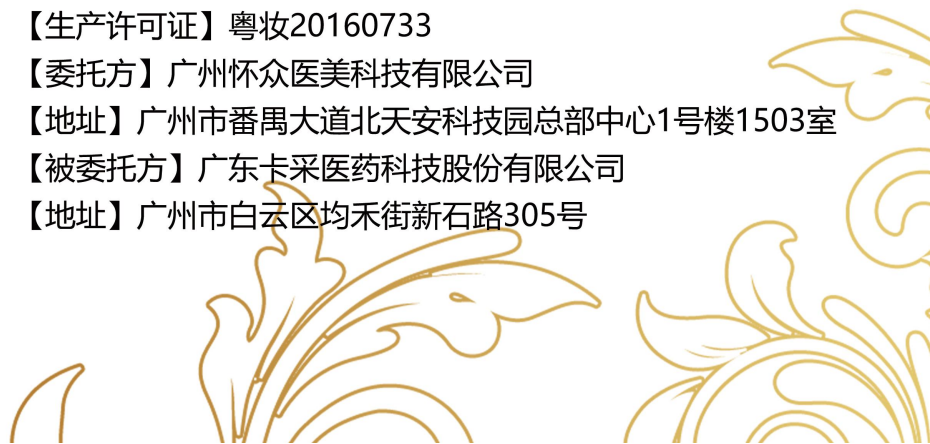 【生产许可证】粤妆20160733
【委托方】广州怀众医美科技有限公司
【地址】广州市番禺大道北天安科技园总部中心1号楼1503室
【被委托方】广东卡采医药科技股份有限公司
【地址】广州市白云区均禾街新石路305号